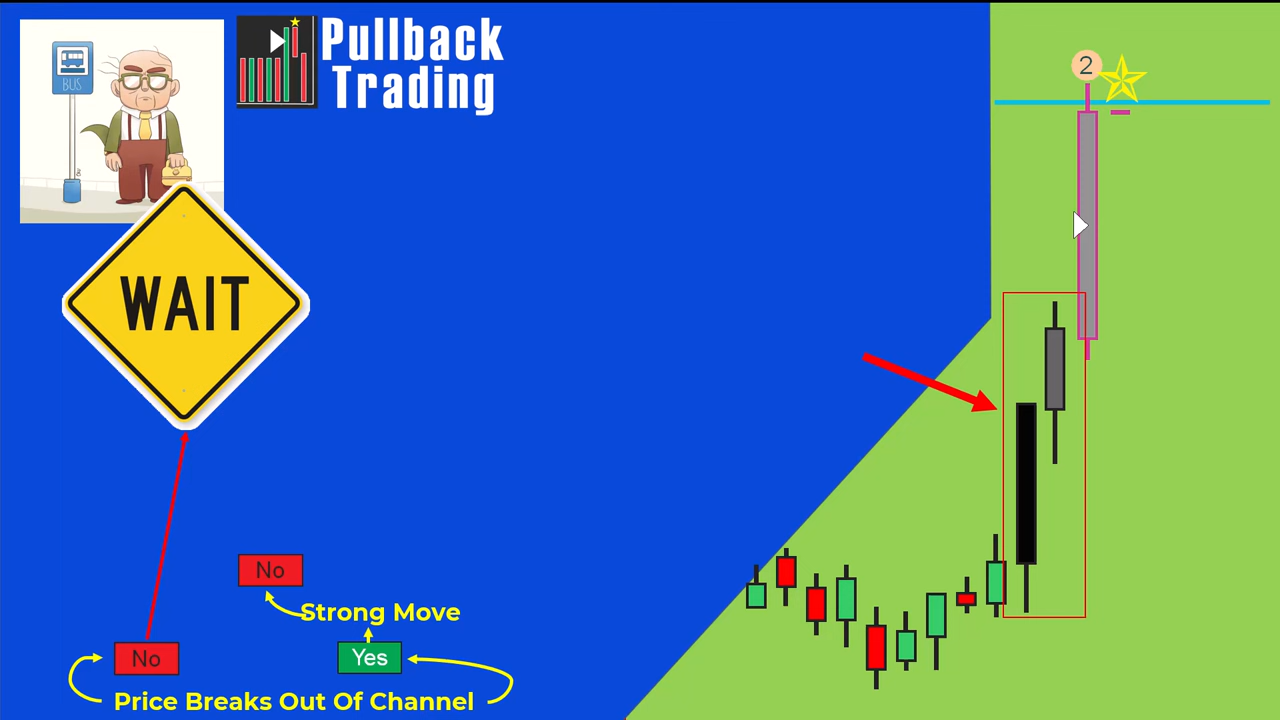 BUS
Pullback
Trading
2
WAIT
No
Strong Move
No
Yes
Price Breaks Out Of Channel